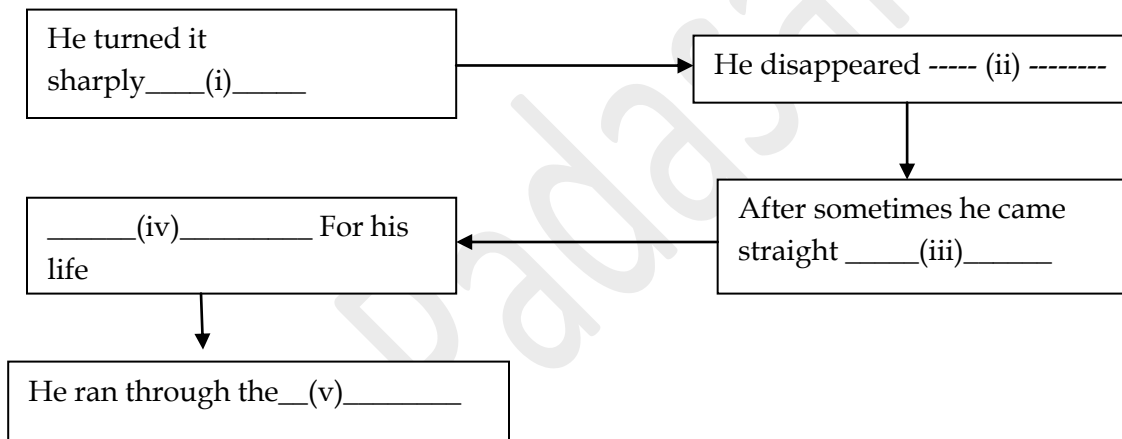 He turned it
sharply____(i)_____
He disappeared ----- (ii) --------
After sometimes he came
straight _____(iii)______
______(iv)_________ For his
life
He ran through the__(v)________
Padasa